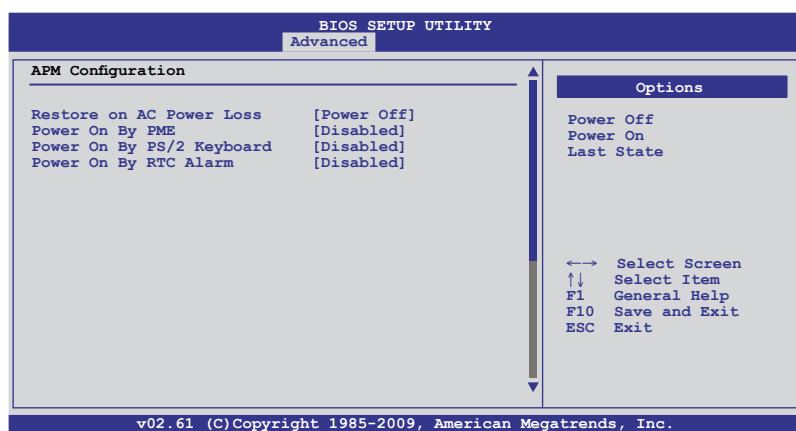 BIOS SETUP UTILITY
Advanced
APM Configuration
Restore on AC Power Loss [Power Off]
Power On By PME [Disabled]
Power On By PS/2 Keyboard [Disabled]
Power On By RTC Alarm [Disabled]
Options
Power Off
Power On
Last State
←→ Select Screen
↑↓ Select Item
F1 General Help
F10 Save and Exit
ESC Exit
v02.61 (C)Copyright 1985-2009, American Megatrends, Inc.